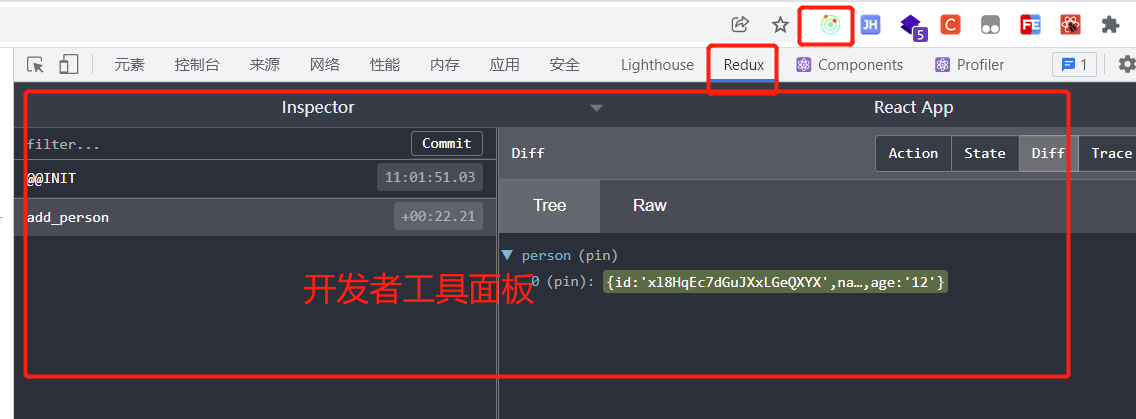 JH
5
C
FE
元素 控制台 来源 网络 性能 内存 应用 安全 Lighthouse Redux Components Profiler 1
Inspector React App
filter... Commit
Diff Action State Diff Trace
@@INIT 11:01:51.03
Tree Raw
add_person +00:22.21
person (pin)
0 (pin): {id:'xl8HqEc7dGuJXxLGeQXYX',na…,age:'12'}
开发者工具面板